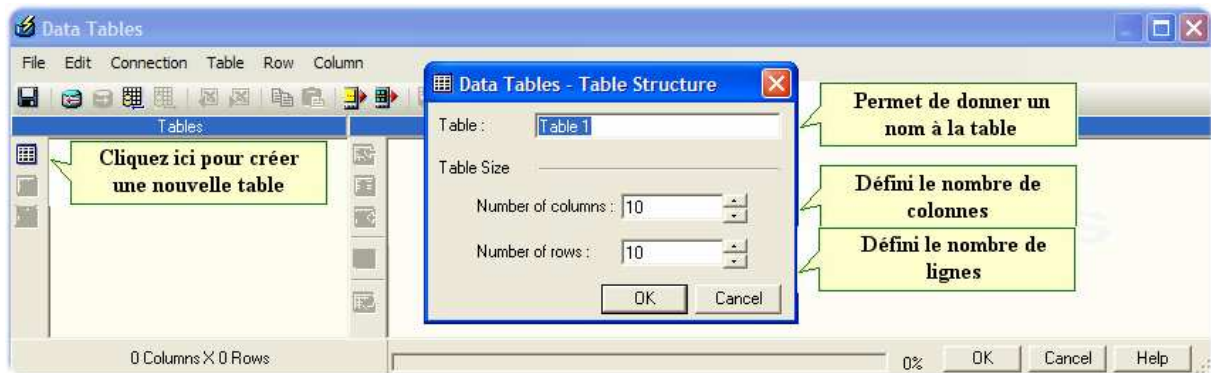 Data Tables
File Edit Connection Table Row Column
Tables
Cliquez ici pour créer
une nouvelle table
Data Tables - Table Structure
Table : Table 1
Table Size
Number of columns : 10
Number of rows : 10
OK Cancel
Permet de donner un
nom à la table
Défini le nombre de
colonnes
Défini le nombre de
lignes
0 Columns X 0 Rows
0% OK Cancel Help